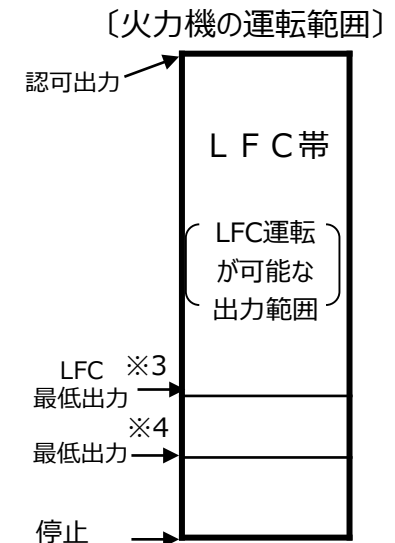 〔火力機の運転範囲〕
認可出力
ＬＦＣ帯
LFC運転
が可能な
出力範囲
LFC ※3
最低出力
※4
最低出力
停止